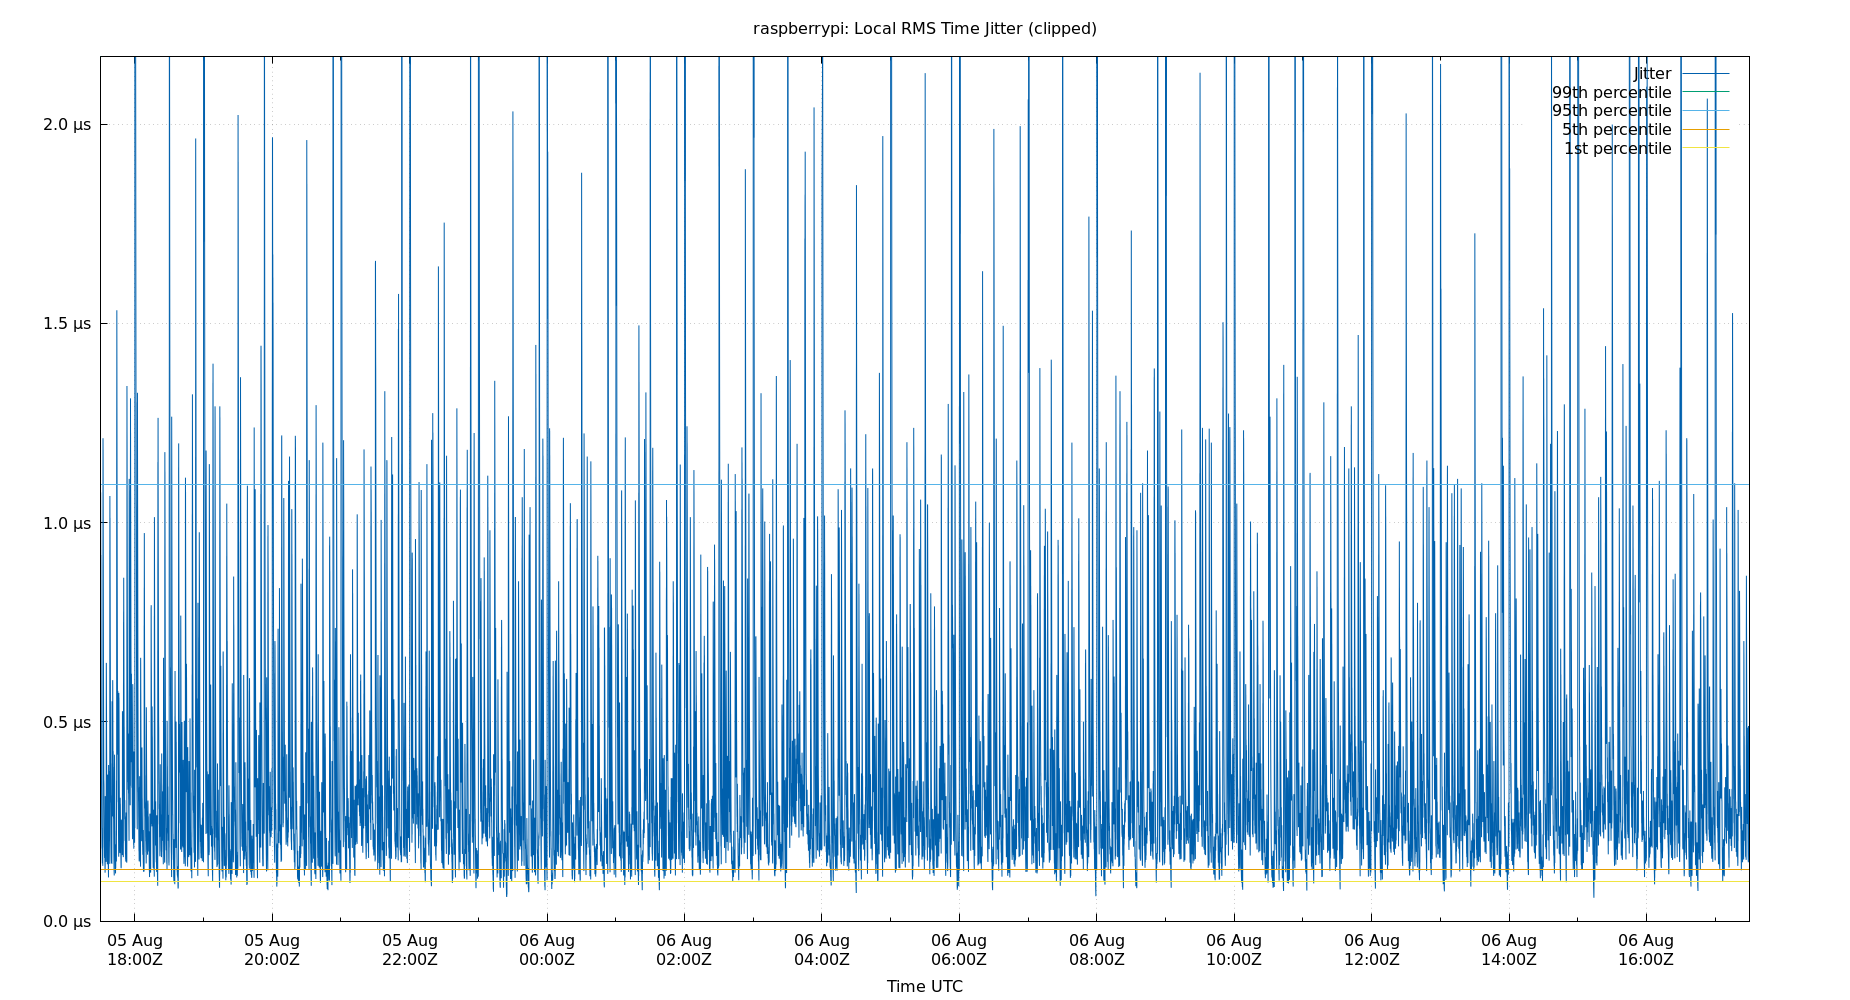 raspberrypi: Local RMS Time Jitter (clipped)
Jitter
99th percentile
95th percentile
5th percentile
1st percentile
2.0 µs
1.5 µs
1.0 µs
0.5 µs
0.0 µs
05 Aug 05 Aug 05 Aug 06 Aug 06 Aug 06 Aug 06 Aug 06 Aug 06 Aug 06 Aug 06 Aug 06 Aug
18:00Z 20:00Z 22:00Z 00:00Z 02:00Z 04:00Z 06:00Z 08:00Z 10:00Z 12:00Z 14:00Z 16:00Z
Time UTC